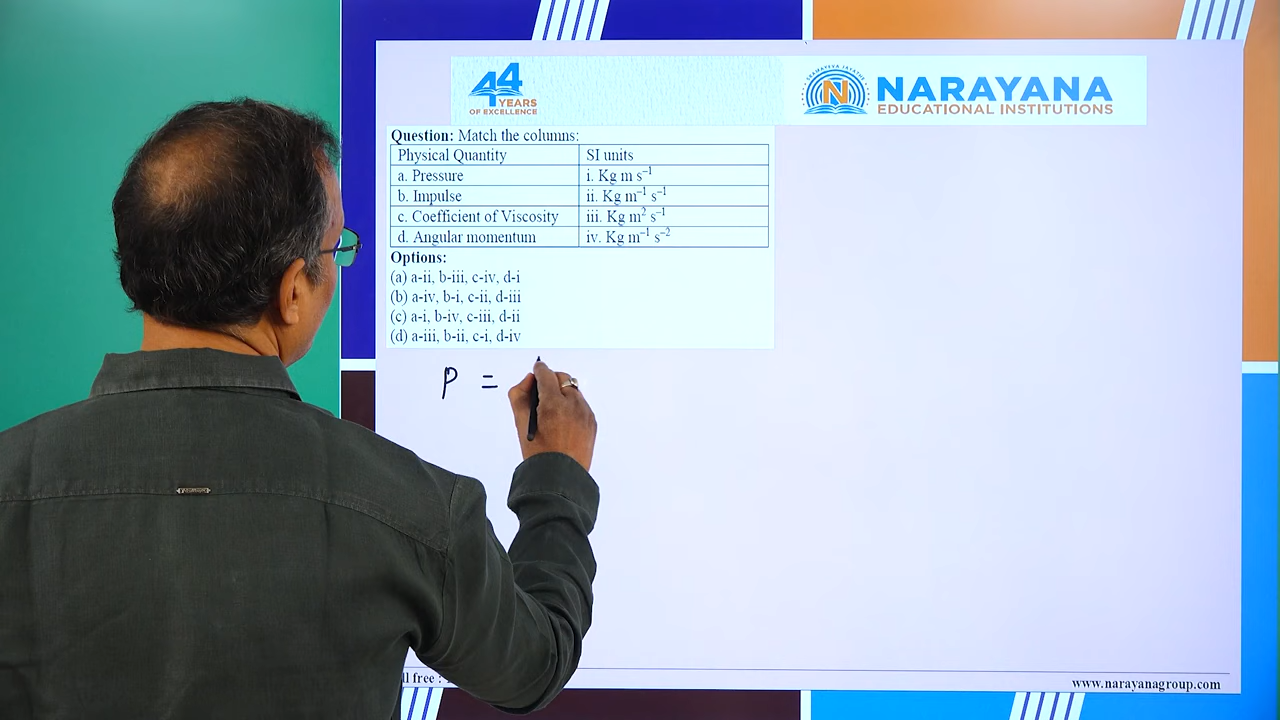 44
YEARS
OF EXCELLENCE
N
NARAYANA
EDUCATIONAL INSTITUTIONS
Question: Match the columns:
Physical Quantity SI units
a. Pressure i. Kg m s⁻¹
b. Impulse ii. Kg m⁻¹ s⁻¹
c. Coefficient of Viscosity iii. Kg m² s⁻¹
d. Angular momentum iv. Kg m⁻¹ s⁻²
Options:
(a) a-ii, b-iii, c-iv, d-i
(b) a-iv, b-i, c-ii, d-iii
(c) a-i, b-iv, c-iii, d-ii
(d) a-iii, b-ii, c-i, d-iv
P =
ll free :
www.narayanagroup.com